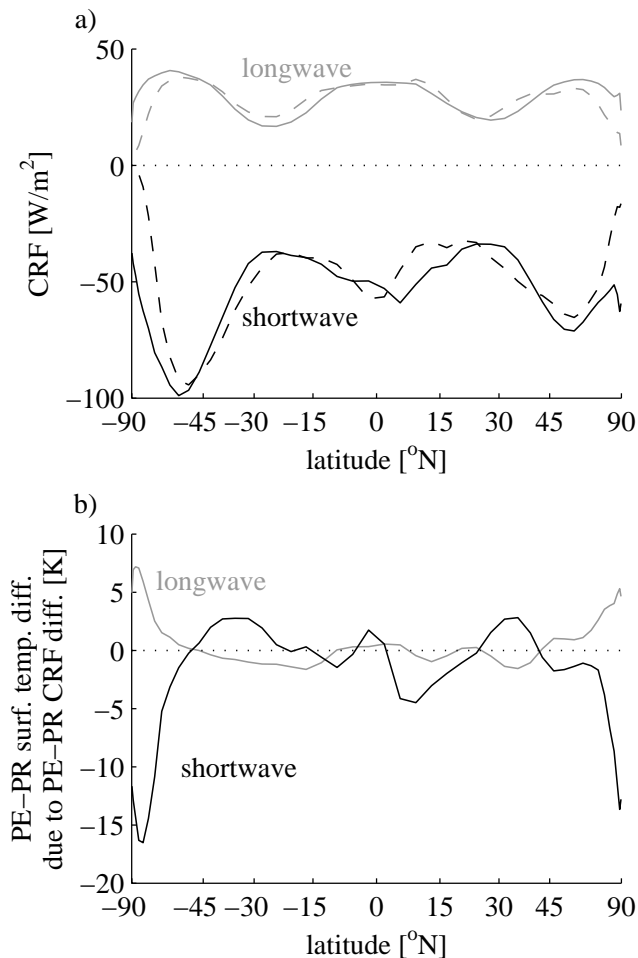 a)
50
longwave
0
CRF [W/m²]
−50
shortwave
−100
−90 −45 −30 −15 0 15 30 45 90
latitude [°N]
b)
10
longwave
5
0
PE−PR surf. temp. diff.
due to PE−PR CRF diff. [K]
−5
shortwave
−10
−15
−20
−90 −45 −30 −15 0 15 30 45 90
latitude [°N]